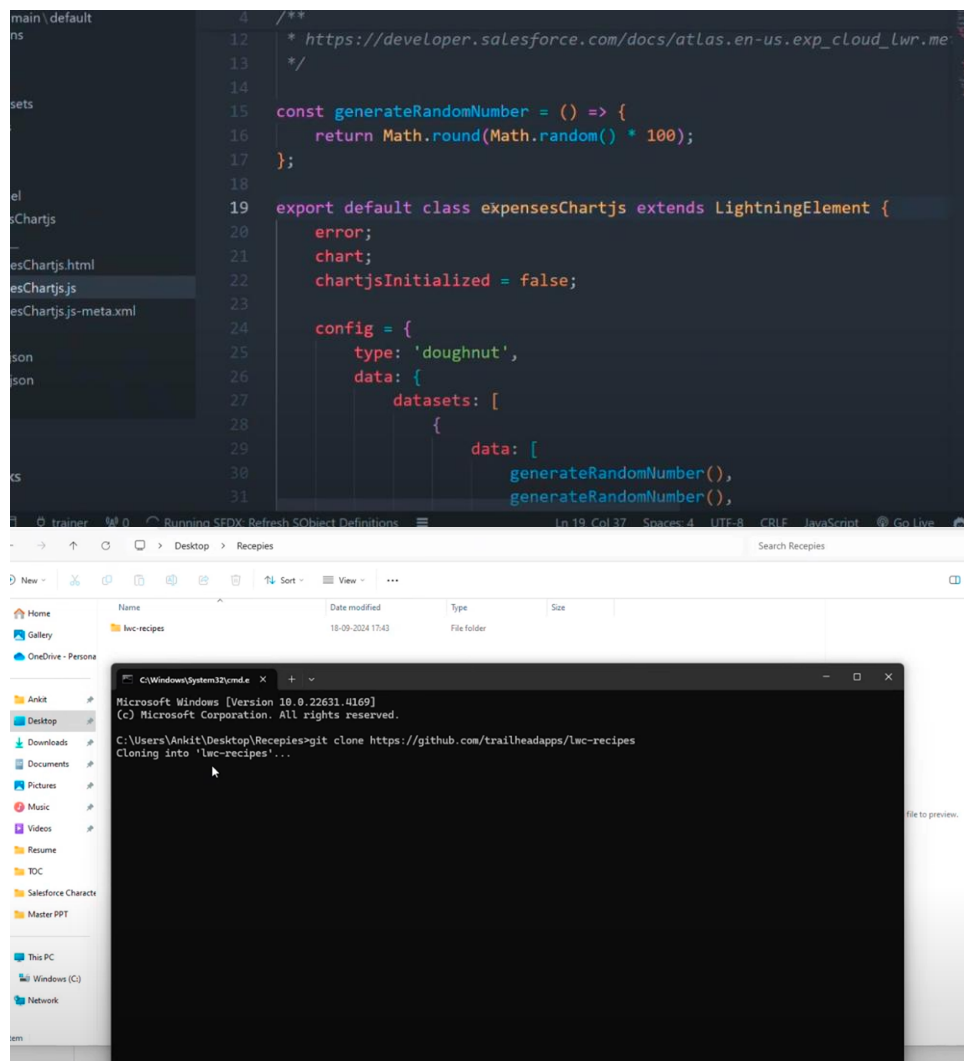 main\default
ns
sets
el
sChartjs
esChartjs.html
esChartjs.js
esChartjs.js-meta.xml
json
json
KS
4 /**
12 * https://developer.salesforce.com/docs/atlas.en-us.exp_cloud_lwr.me
13 */
14
15 const generateRandomNumber = () => {
16 return Math.round(Math.random() * 100);
17 };
18
19 export default class expensesChartjs extends LightningElement {
20 error;
21 chart;
22 chartjsInitialized = false;
23
24 config = {
25 type: 'doughnut',
26 data: {
27 datasets: [
28 {
29 data: [
30 generateRandomNumber(),
31 generateRandomNumber(),
trainer 0 Running SFDX: Refresh SObject Definitions Ln 19, Col 37 Spaces: 4 UTF-8 CRLF JavaScript Go Live
Desktop > Recepies Search Recepies
New Sort View ...
Name Date modified Type Size
lwc-recipes 18-09-2024 17:43 File folder
Home
Gallery
OneDrive - Persona
Ankit
Desktop
Downloads
Documents
Pictures
Music
Videos
Resume
TOC
Salesforce Characte
Master PPT
This PC
Windows (C:)
Network
tem
C:\Windows\System32\cmd.e
Microsoft Windows [Version 10.0.22631.4169]
(c) Microsoft Corporation. All rights reserved.
C:\Users\Ankit\Desktop\Recepies>git clone https://github.com/trailheadapps/lwc-recipes
Cloning into 'lwc-recipes'...
file to preview.